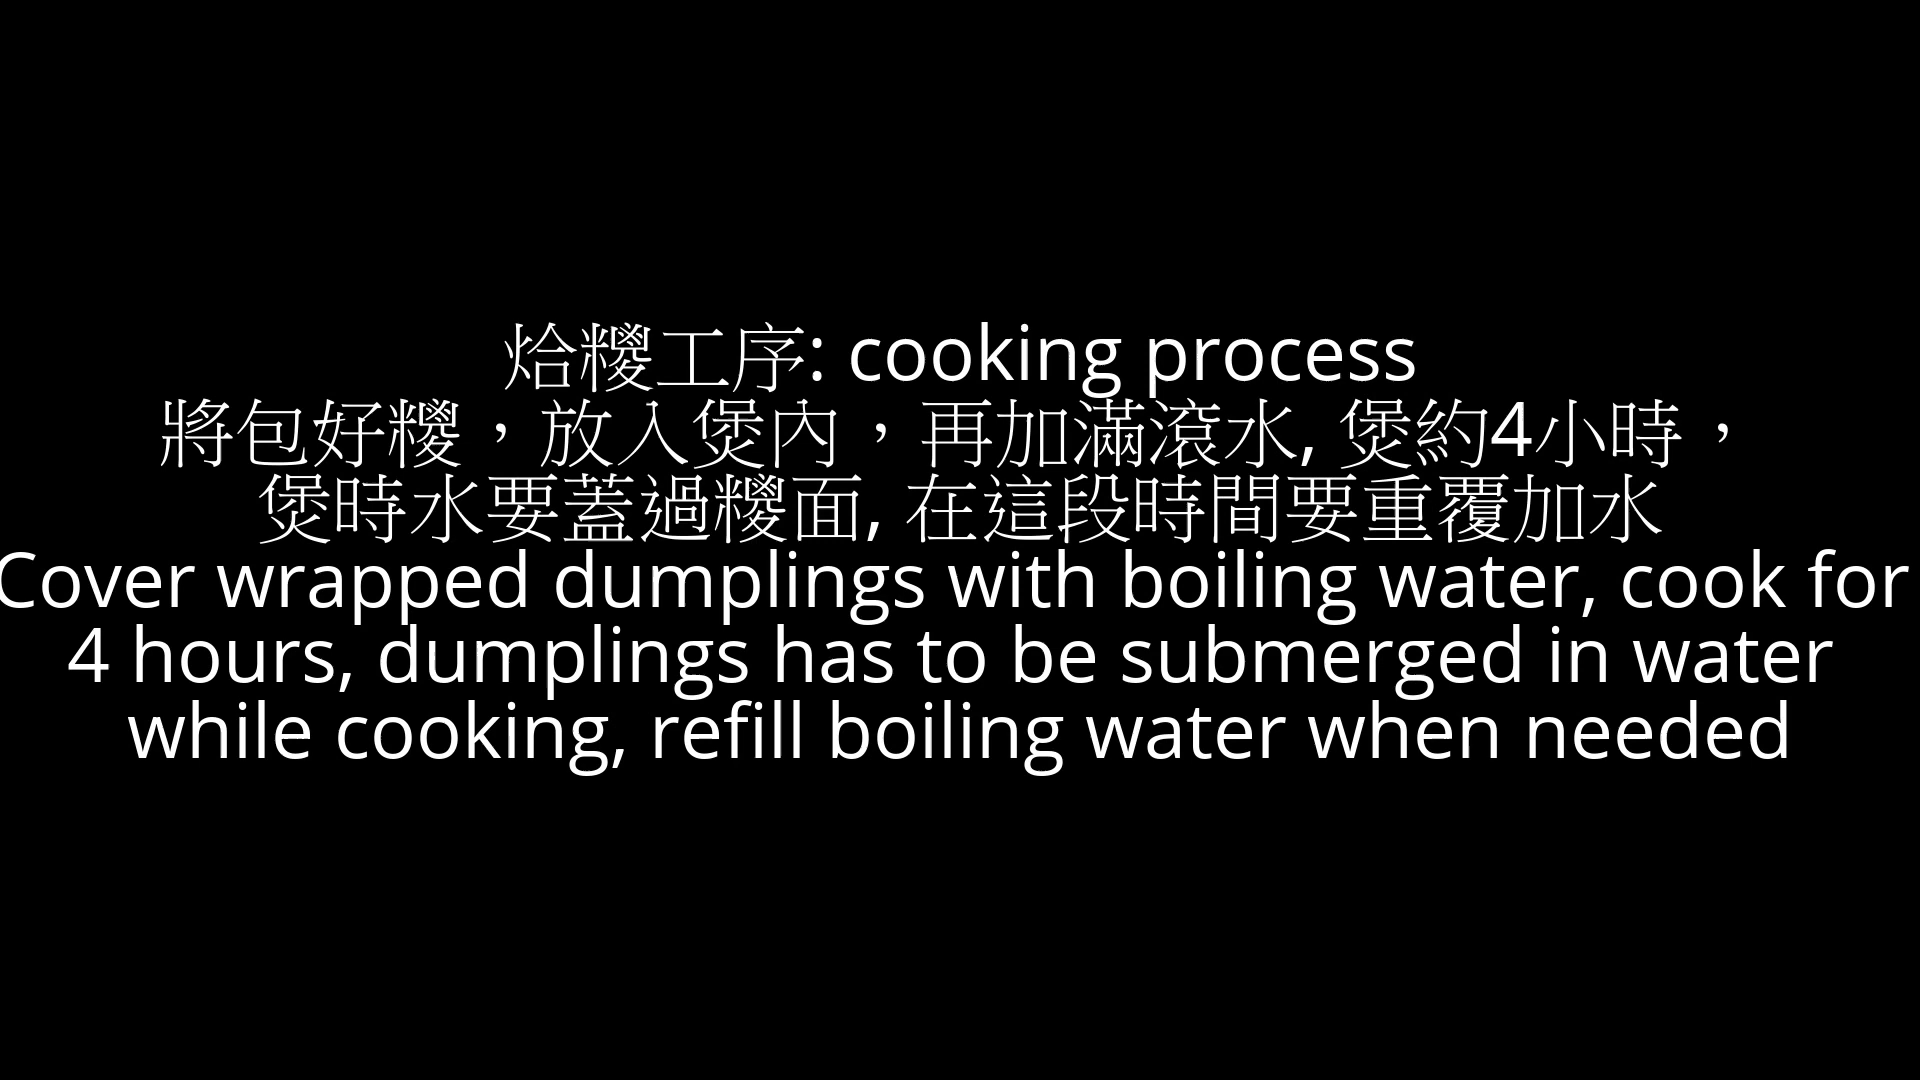 烚糭工序: cooking process
將包好糭，放入煲內，再加滿滾水, 煲約4小時，
煲時水要蓋過糭面, 在這段時間要重覆加水
Cover wrapped dumplings with boiling water, cook for
4 hours, dumplings has to be submerged in water
while cooking, refill boiling water when needed